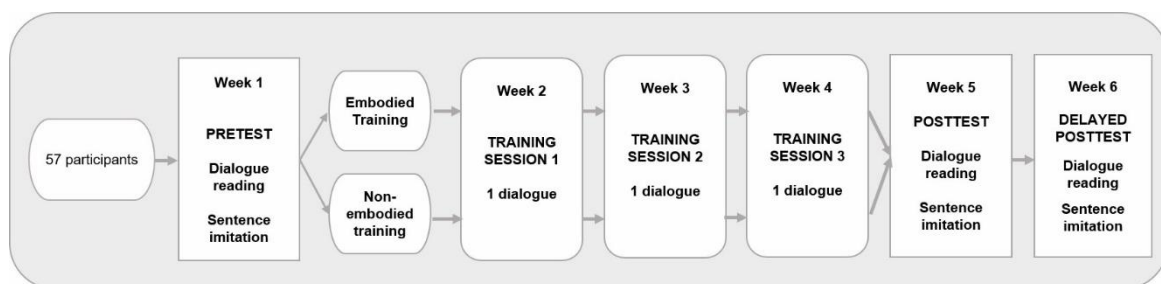 57 participants
Week 1
PRETEST
Dialogue
reading
Sentence
imitation
Embodied
Training
Non-
embodied
training
Week 2
TRAINING
SESSION 1
1 dialogue
Week 3
TRAINING
SESSION 2
1 dialogue
Week 4
TRAINING
SESSION 3
1 dialogue
Week 5
POSTTEST
Dialogue
reading
Sentence
imitation
Week 6
DELAYED
POSTTEST
Dialogue
reading
Sentence
imitation